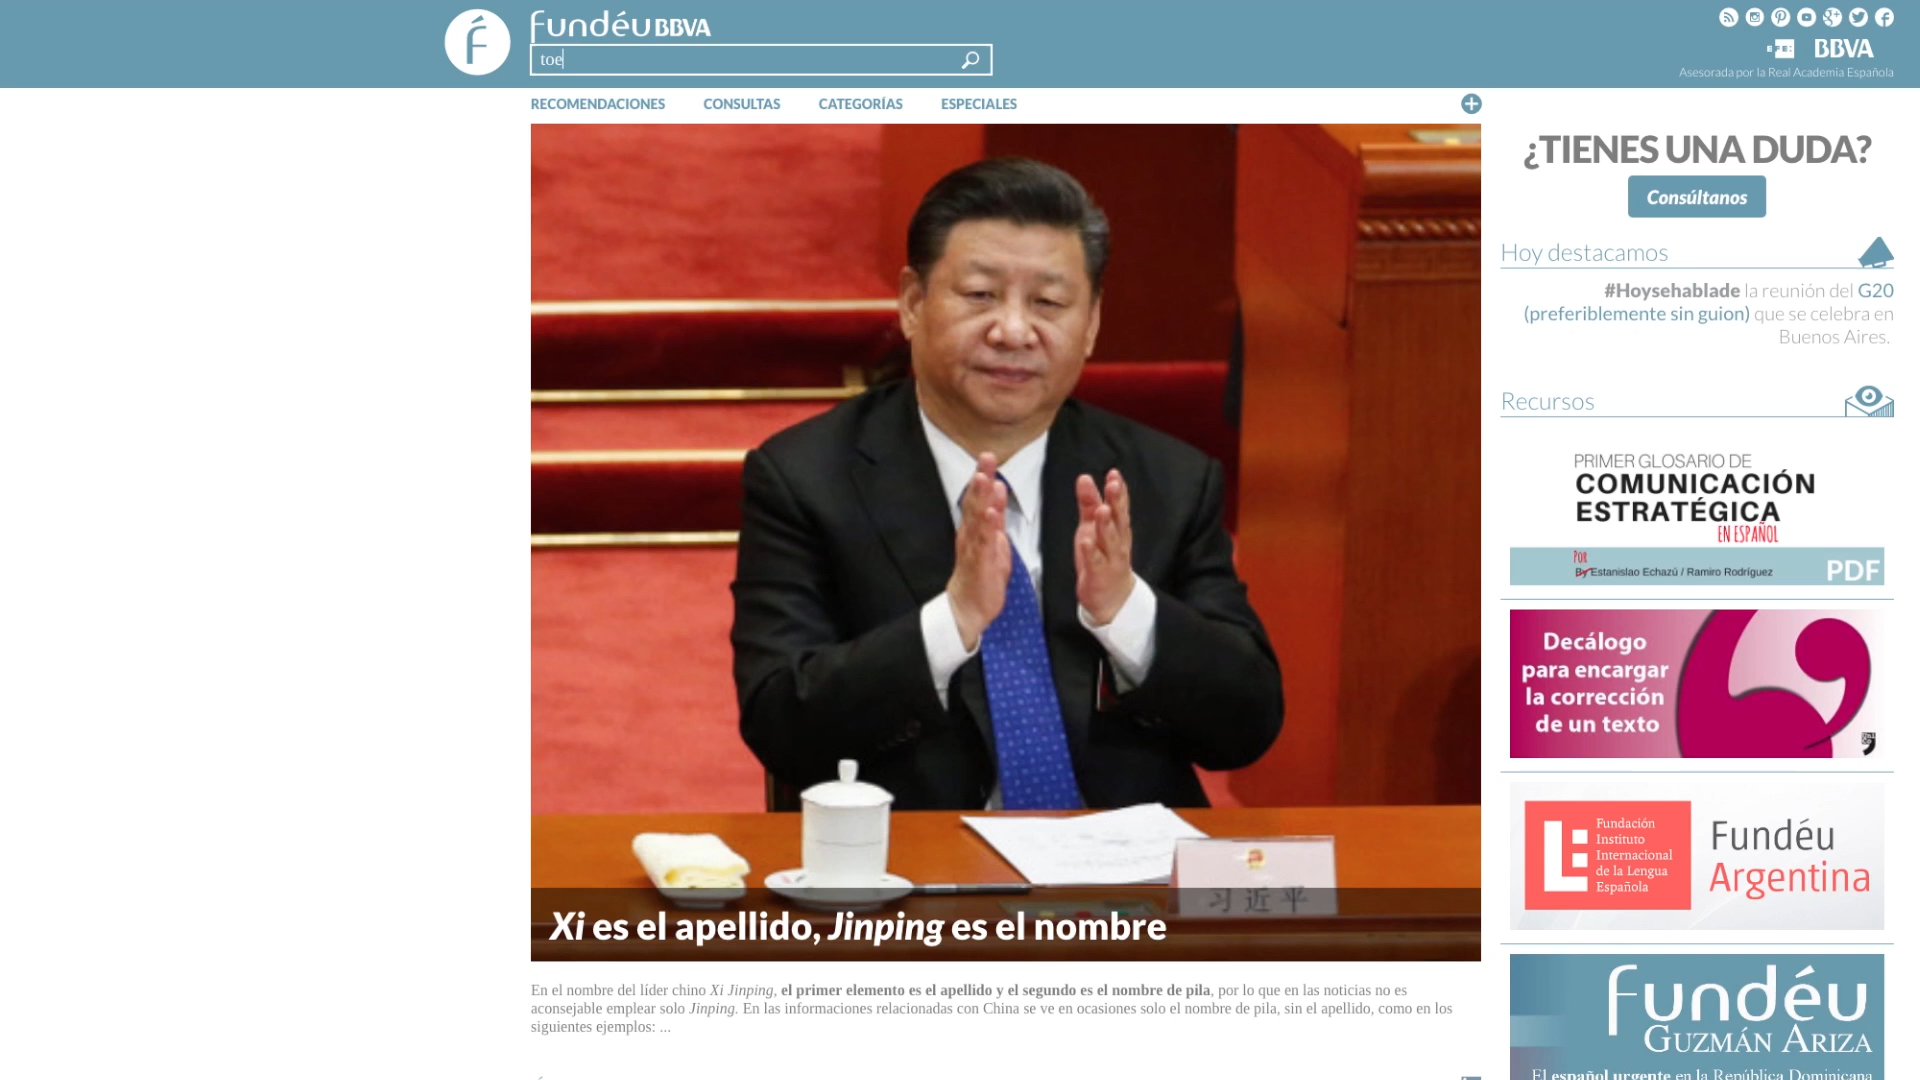 fundéu BBVA
toe
BBVA
Asesorada por la Real Academia Española
RECOMENDACIONES CONSULTAS CATEGORÍAS ESPECIALES
¿TIENES UNA DUDA?
Consúltanos
Hoy destacamos
#Hoysehablade la reunión del G20
(preferiblemente sin guion) que se celebra en
Buenos Aires.
Recursos
PRIMER GLOSARIO DE
COMUNICACIÓN
ESTRATÉGICA
EN ESPAÑOL
POR
By Estanislao Echazú / Ramiro Rodríguez
PDF
Decálogo
para encargar
la corrección
de un texto
Fundación
Instituto
Internacional
de la Lengua
Española
Fundéu
Argentina
fundéu
GUZMÁN ARIZA
El español urgente en la República Dominicana
习近平
Xi es el apellido, Jinping es el nombre
En el nombre del líder chino Xi Jinping, el primer elemento es el apellido y el segundo es el nombre de pila, por lo que en las noticias no es
aconsejable emplear solo Jinping. En las informaciones relacionadas con China se ve en ocasiones solo el nombre de pila, sin el apellido, como en los
siguientes ejemplos: ...